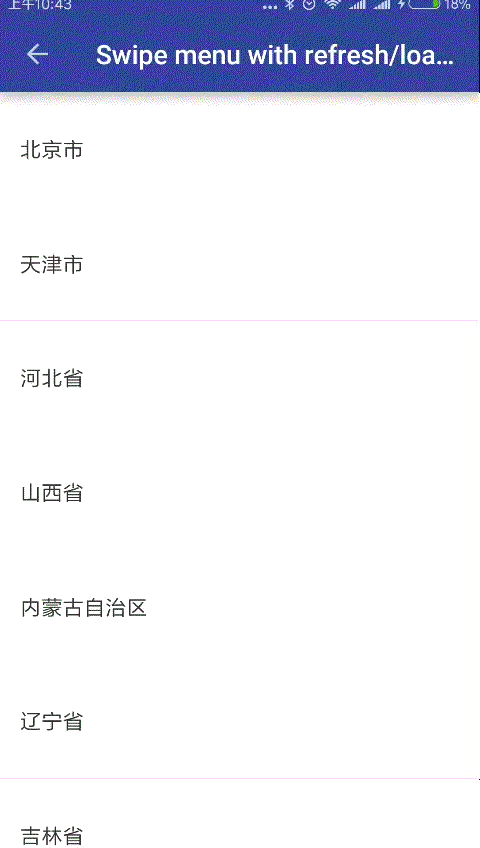 上午10:43
18%
Swipe menu with refresh/loa...
北京市
天津市
河北省
山西省
内蒙古自治区
辽宁省
吉林省